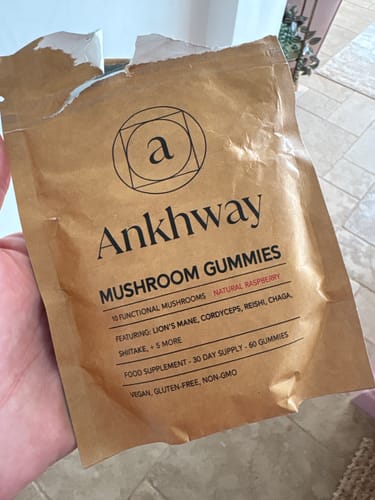 a
Ankhway
MUSHROOM GUMMIES
10 FUNCTIONAL MUSHROOMS NATURAL RASPBERRY
FEATURING: LION'S MANE, CORDYCEPS, REISHI, CHAGA,
SHIITAKE, + 5 MORE
FOOD SUPPLEMENT - 30 DAY SUPPLY - 60 GUMMIES
VEGAN, GLUTEN-FREE, NON-GMO